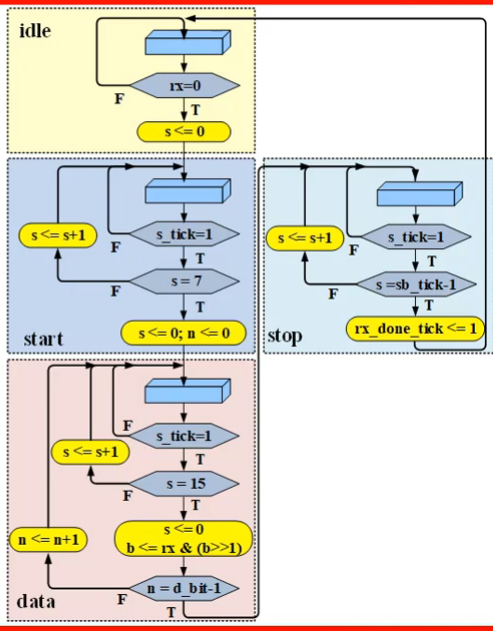 idle
rx=0
F
T
s <= 0
start
s_tick=1
F
T
s <= s+1
s = 7
F
T
s <= 0; n <= 0
data
s_tick=1
F
T
s <= s+1
s = 15
F
T
s <=0
b <= rx & (b>>1)
n <= n+1
n = d_bit-1
F
T
stop
s_tick=1
F
T
s <= s+1
s =sb_tick-1
F
T
rx_done_tick <= 1